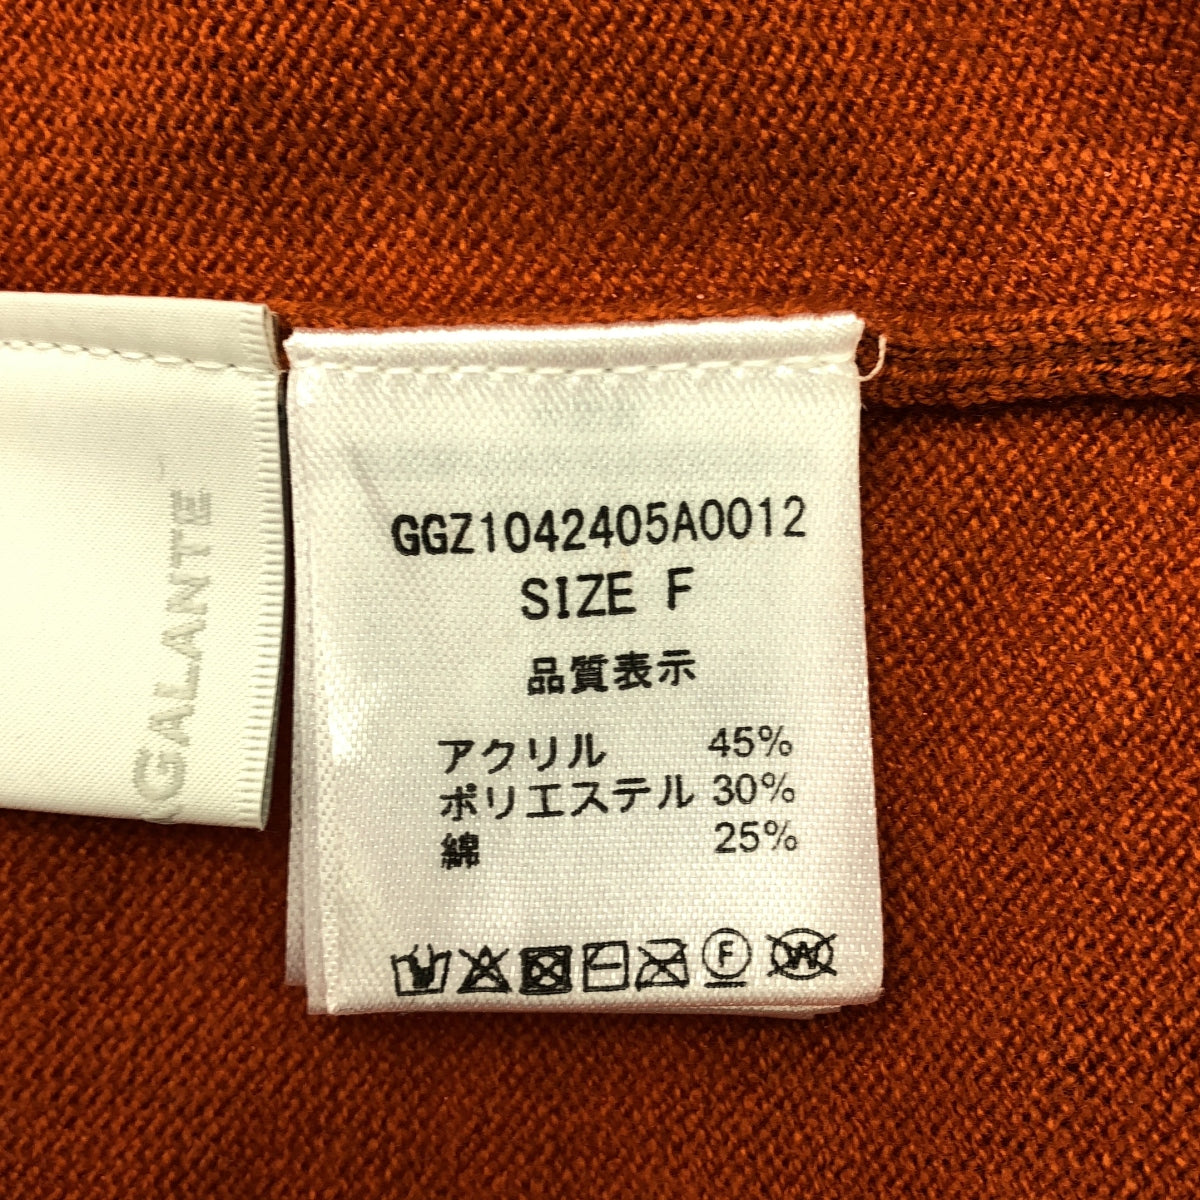 GALANTE
GGZ1042405A0012
SIZE F
品質表示
アクリル 45%
ポリエステル 30%
綿 25%
F
W